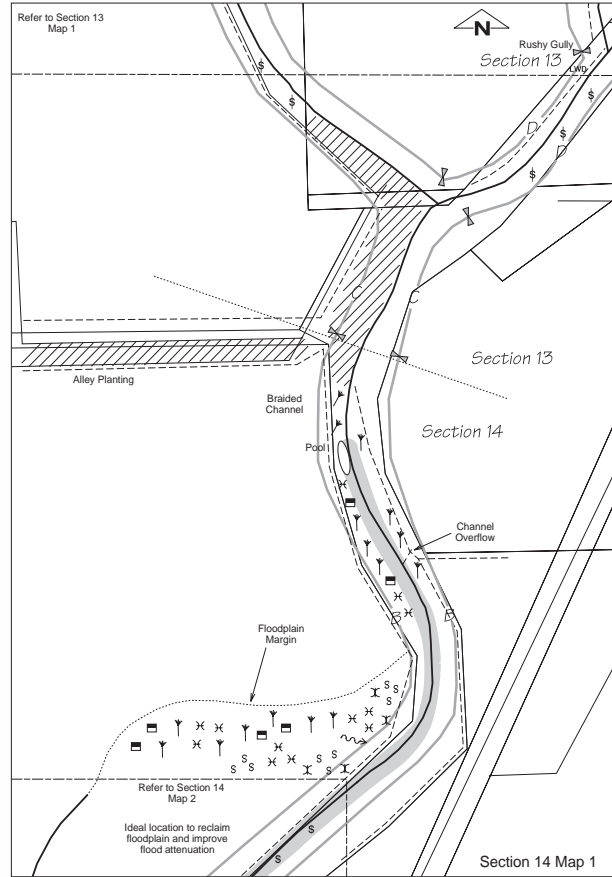 Refer to Section 13
Map 1
N
Rushy Gully
Section 13
LWD
$
$
$
$
$
D
D
C
C
Section 13
Alley Planting
Braided
Channel
Section 14
Pool
Channel
Overflow
B
B
Floodplain
Margin
S
S
S
S
S
S
S
S
S
S
Refer to Section 14
Map 2
Ideal location to reclaim
floodplain and improve
flood attenuation
$
$
Section 14 Map 1